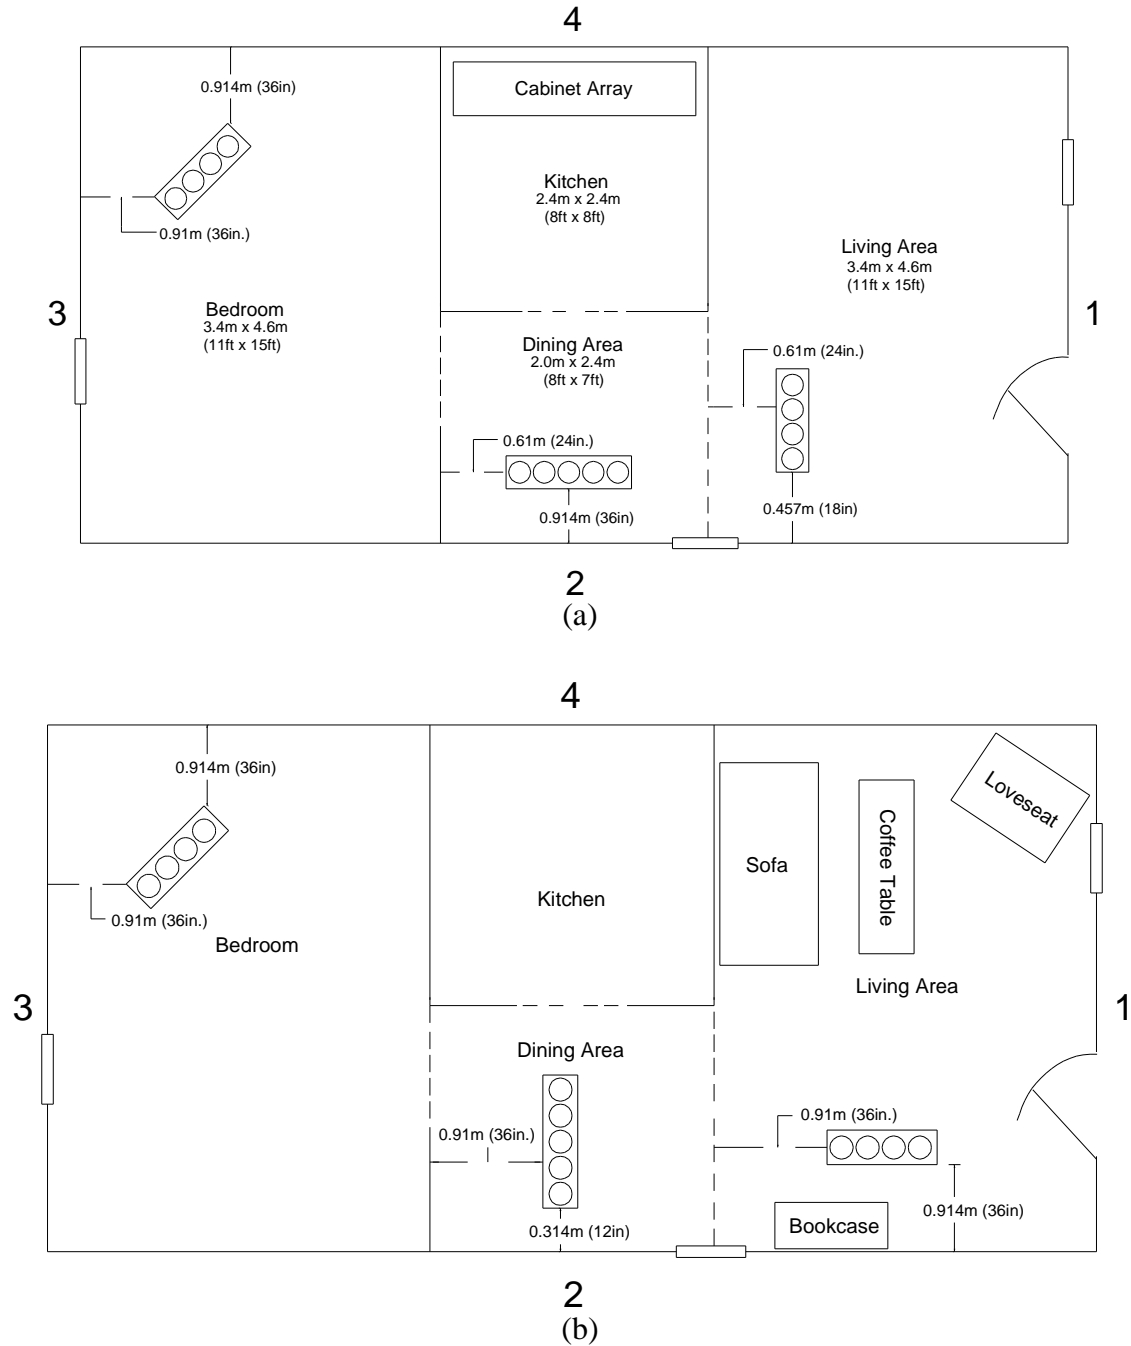 4
0.914m (36in)
Cabinet Array
Kitchen
2.4m x 2.4m
(8ft x 8ft)
0.91m (36in.)
Living Area
3.4m x 4.6m
(11ft x 15ft)
3
Bedroom
3.4m x 4.6m
(11ft x 15ft)
1
Dining Area
2.0m x 2.4m
(8ft x 7ft)
0.61m (24in.)
0.61m (24in.)
0.914m (36in)
0.457m (18in)
2
(a)
4
0.914m (36in)
Loveseat
Sofa
Coffee Table
Kitchen
0.91m (36in.)
Bedroom
Living Area
3
1
Dining Area
0.91m (36in.)
0.91m (36in.)
0.914m (36in)
Bookcase
0.314m (12in)
2
(b)